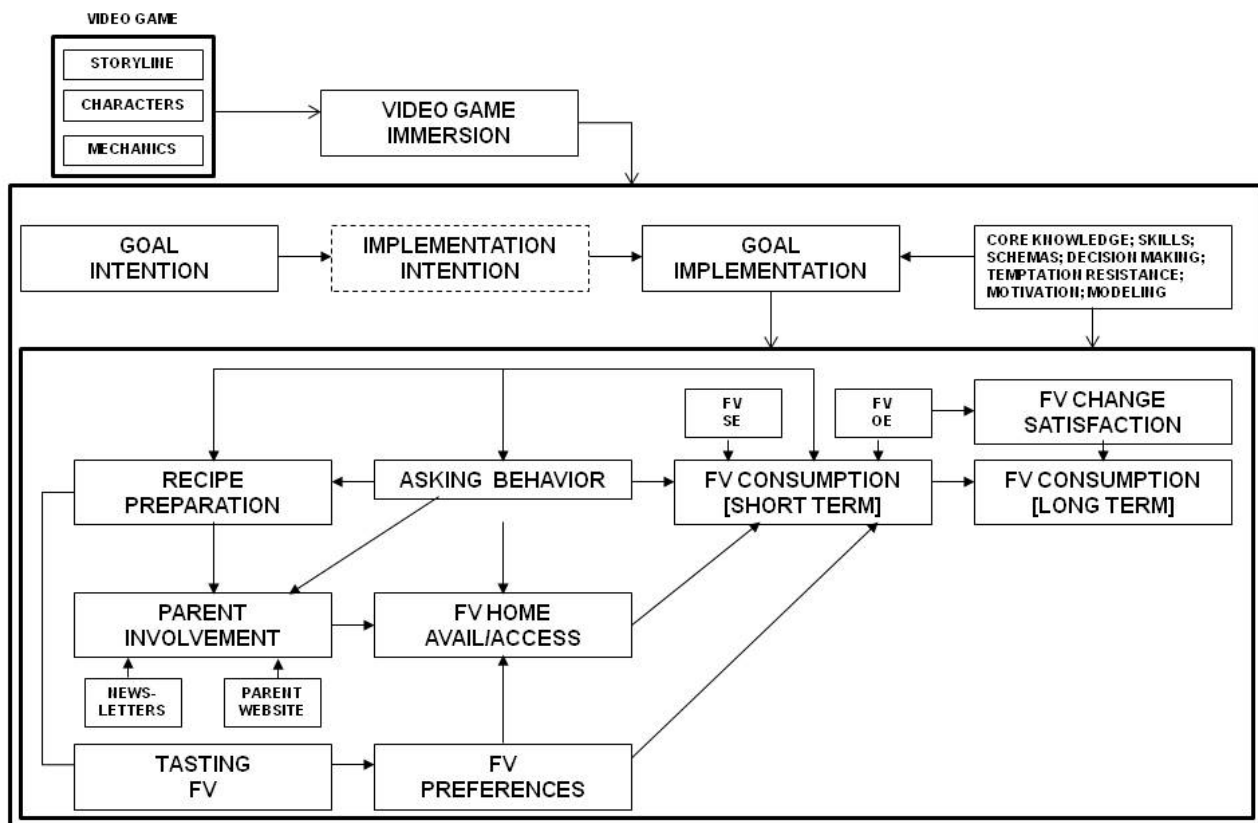 VIDEO GAME
STORYLINE
CHARACTERS
MECHANICS
VIDEO GAME
IMMERSION
GOAL
INTENTION
IMPLEMENTATION
INTENTION
GOAL
IMPLEMENTATION
CORE KNOWLEDGE; SKILLS;
SCHEMAS; DECISION MAKING;
TEMPTATION RESISTANCE;
MOTIVATION; MODELING
FV
SE
FV
OE
FV CHANGE
SATISFACTION
RECIPE
PREPARATION
ASKING BEHAVIOR
FV CONSUMPTION
[SHORT TERM]
FV CONSUMPTION
[LONG TERM]
PARENT
INVOLVEMENT
FV HOME
AVAIL/ACCESS
NEWS-
LETTERS
PARENT
WEBSITE
TASTING
FV
FV
PREFERENCES